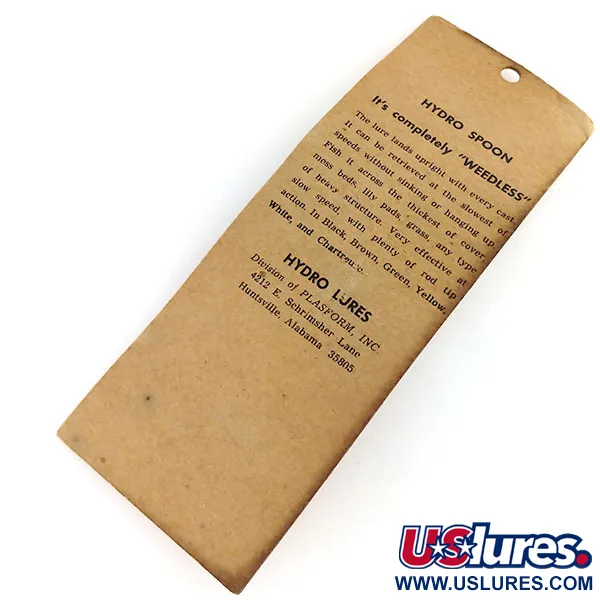 HYDRO SPOON
It's completely "WEEDLESS"
The lure lands upright with every cast.
It can be retrieved at the slowest of
speeds without sinking or hanging up
Fish it across the thickest of cover
moss beds, lily pads, grass, any type
of heavy structure. Very effective at
slow speed, with plenty of rod tip
action. In Black, Brown, Green, Yellow,
White, and Chartreuse.
HYDRO LURES
Division of PLASFORM, INC.
4212 E. Schrimsher Lane
Huntsville, Alabama
35805
USlures.
WWW.USLURES.COM